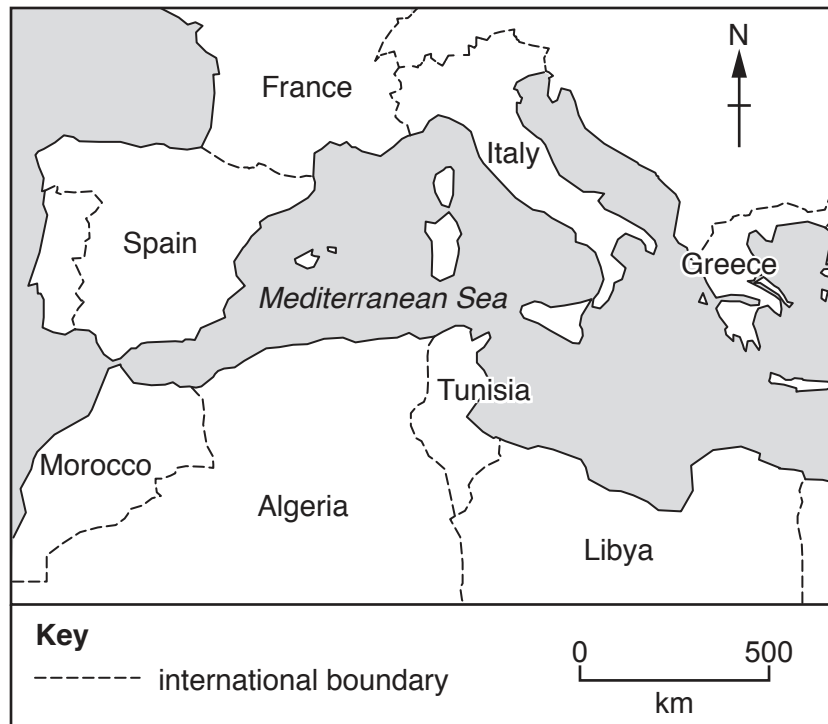 N
France
Italy
Spain
Greece
Mediterranean Sea
Tunisia
Morocco
Algeria
Libya
Key
international boundary
0 500
km